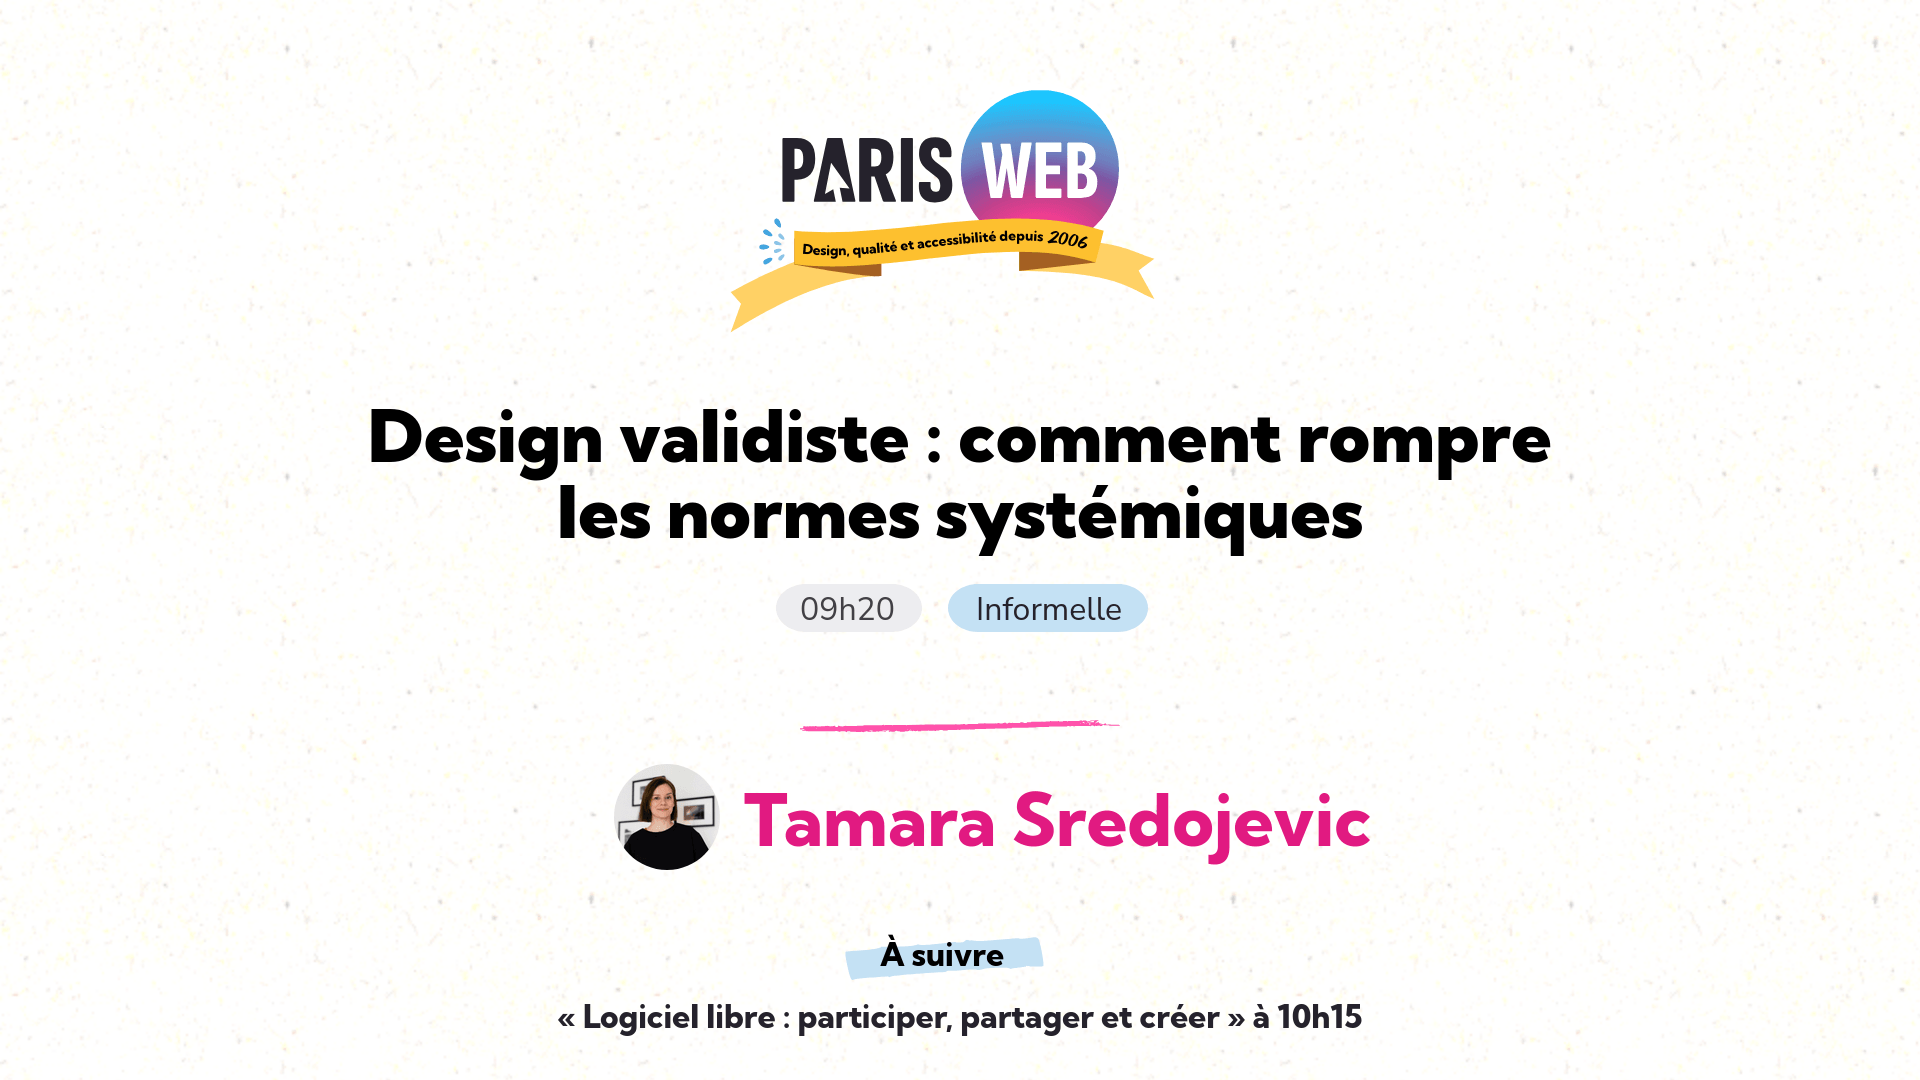 PARIS WEB
Design, qualité et accessibilité depuis 2006
Design validiste : comment rompre
les normes systémiques
09h20
Informelle
Tamara Sredojevic
À suivre
« Logiciel libre : participer, partager et créer » à 10h15